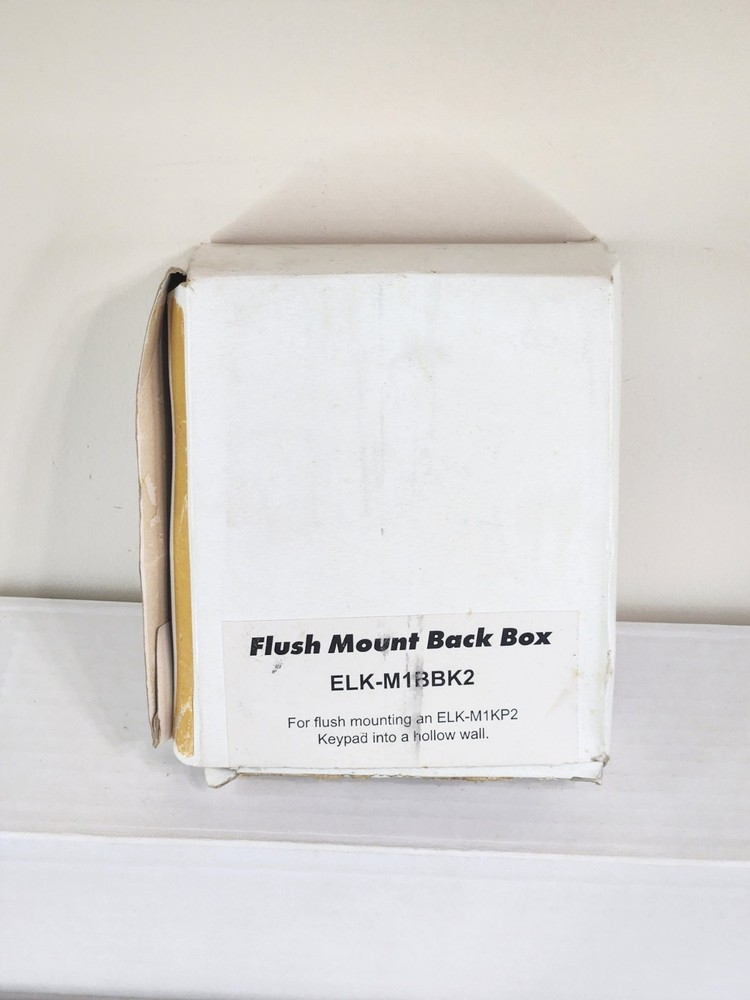 Flush Mount Back Box
ELK-M1BBK2
For flush mounting an ELK-M1KP2
Keypad into a hollow wall.